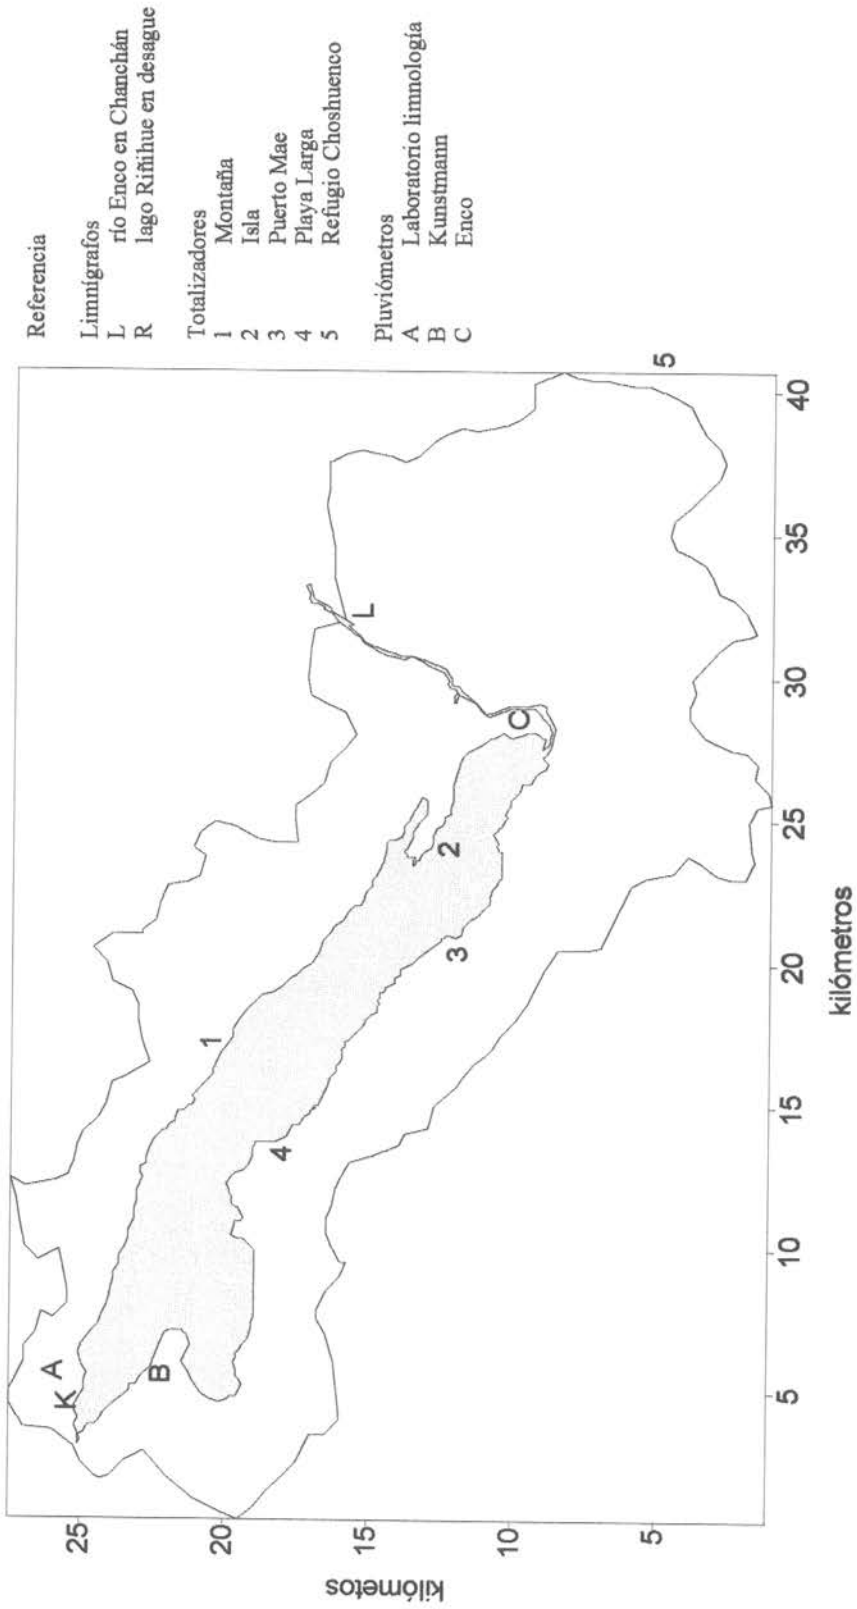 Referencia
Limnígrafos
L río Enco en Chanchán
R lago Riñihue en desague
Totalizadores
1 Montaña
2 Isla
3 Puerto Mae
4 Playa Larga
5 Refugio Choshuenco
Pluviómetros
A Laboratorio limnología
B Kunstmann
C Enco
K A
B
1
4
3
2
C
L
5
25
20
15
10
5
kilómetos
5
10
15
20
25
30
35
40
kilómetros